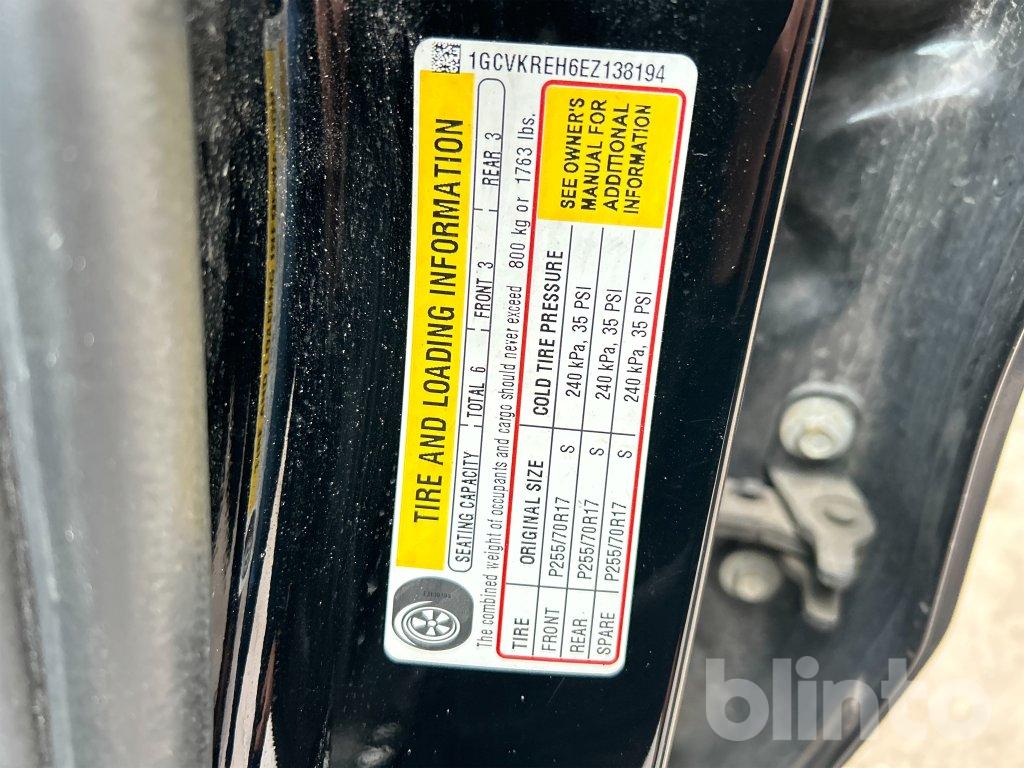 1GCVKREH6EZ138194
TIRE AND LOADING INFORMATION
SEATING CAPACITY TOTAL 6 FRONT 3 REAR 3
The combined weight of occupants and cargo should never exceed 800 kg or 1763 lbs.
TIRE ORIGINAL SIZE COLD TIRE PRESSURE
FRONT P255/70R17 S 240 kPa, 35 PSI
REAR P255/70R17 S 240 kPa, 35 PSI
SPARE P255/70R17 S 240 kPa, 35 PSI
SEE OWNER'S
MANUAL FOR
ADDITIONAL
INFORMATION
blinto